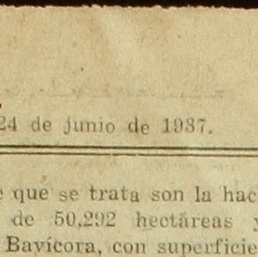 24 de junio de 1937.
que se trata son la hac
de 50,292 hectáreas y
Bavícora, con superficie